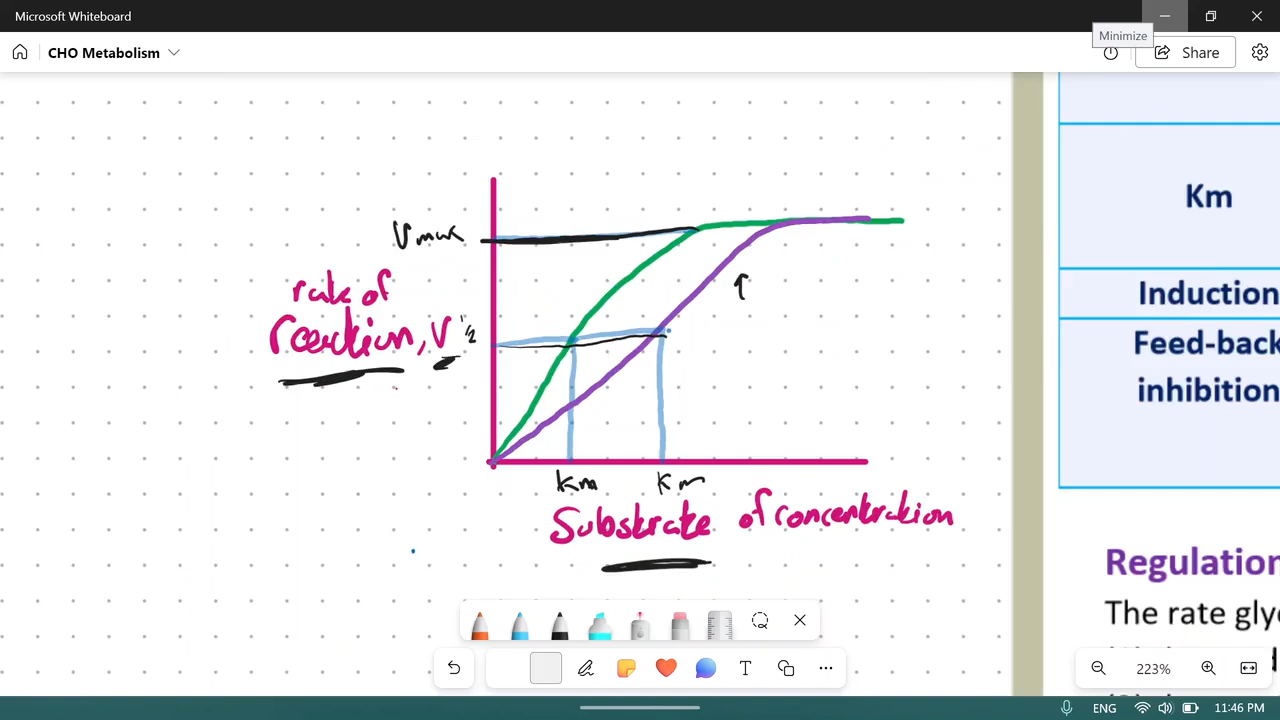 Microsoft Whiteboard
Minimize
CHO Metabolism
Share
Vmax
rate of
reaction, V
1/2
Km
Km
Substrate of concentration
Km
Induction
Feed-back
inhibition
Regulation
The rate glyc
223%
ENG
11:46 PM